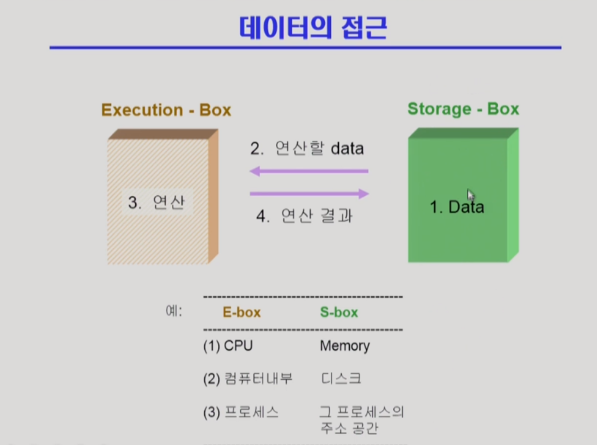 데이터의 접근
Execution - Box
Storage - Box
2. 연산할 data
3. 연산
1. Data
4. 연산 결과
예:
E-box S-box
(1) CPU Memory
(2) 컴퓨터내부 디스크
(3) 프로세스 그 프로세스의
주소 공간